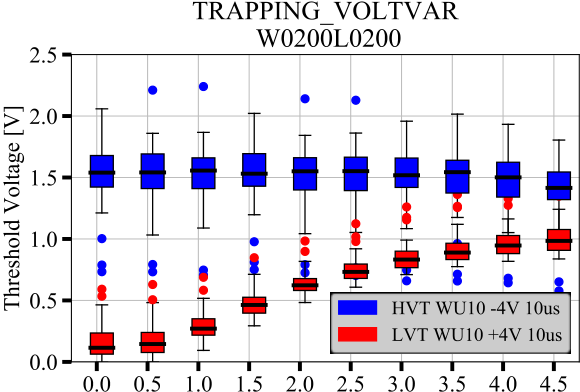 TRAPPING_VOLTVAR
W0200L0200
Threshold Voltage [V]
2.5
2.0
1.5
1.0
0.5
0.0
HVT WU10 -4V 10us
LVT WU10 +4V 10us
0.0 0.5 1.0 1.5 2.0 2.5 3.0 3.5 4.0 4.5